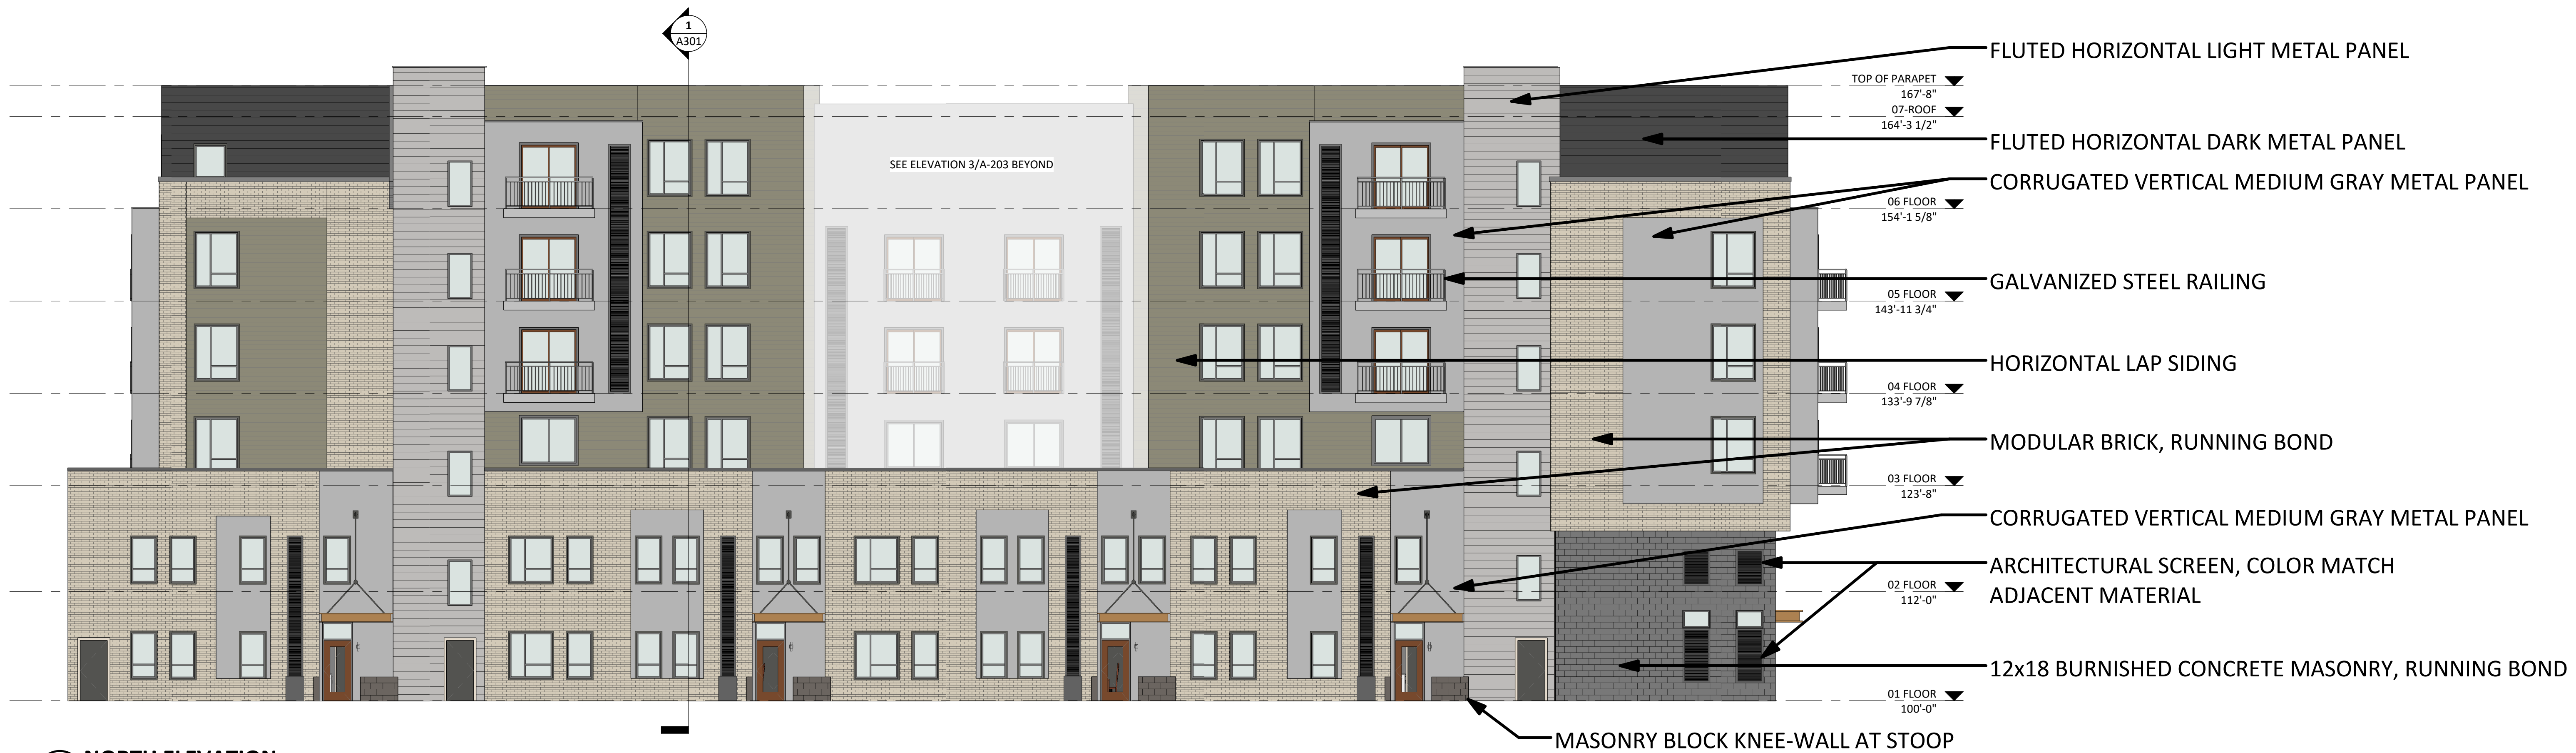 1
A301
FLUTED HORIZONTAL LIGHT METAL PANEL
TOP OF PARAPET
167'-8"
07-ROOF
164'-3 1/2"
FLUTED HORIZONTAL DARK METAL PANEL
SEE ELEVATION 3/A-203 BEYOND
CORRUGATED VERTICAL MEDIUM GRAY METAL PANEL
06 FLOOR
154'-1 5/8"
GALVANIZED STEEL RAILING
05 FLOOR
143'-11 3/4"
HORIZONTAL LAP SIDING
04 FLOOR
133'-9 7/8"
MODULAR BRICK, RUNNING BOND
03 FLOOR
123'-8"
CORRUGATED VERTICAL MEDIUM GRAY METAL PANEL
ARCHITECTURAL SCREEN, COLOR MATCH
ADJACENT MATERIAL
02 FLOOR
112'-0"
12x18 BURNISHED CONCRETE MASONRY, RUNNING BOND
01 FLOOR
100'-0"
MASONRY BLOCK KNEE-WALL AT STOOP
NORTH ELEVATION